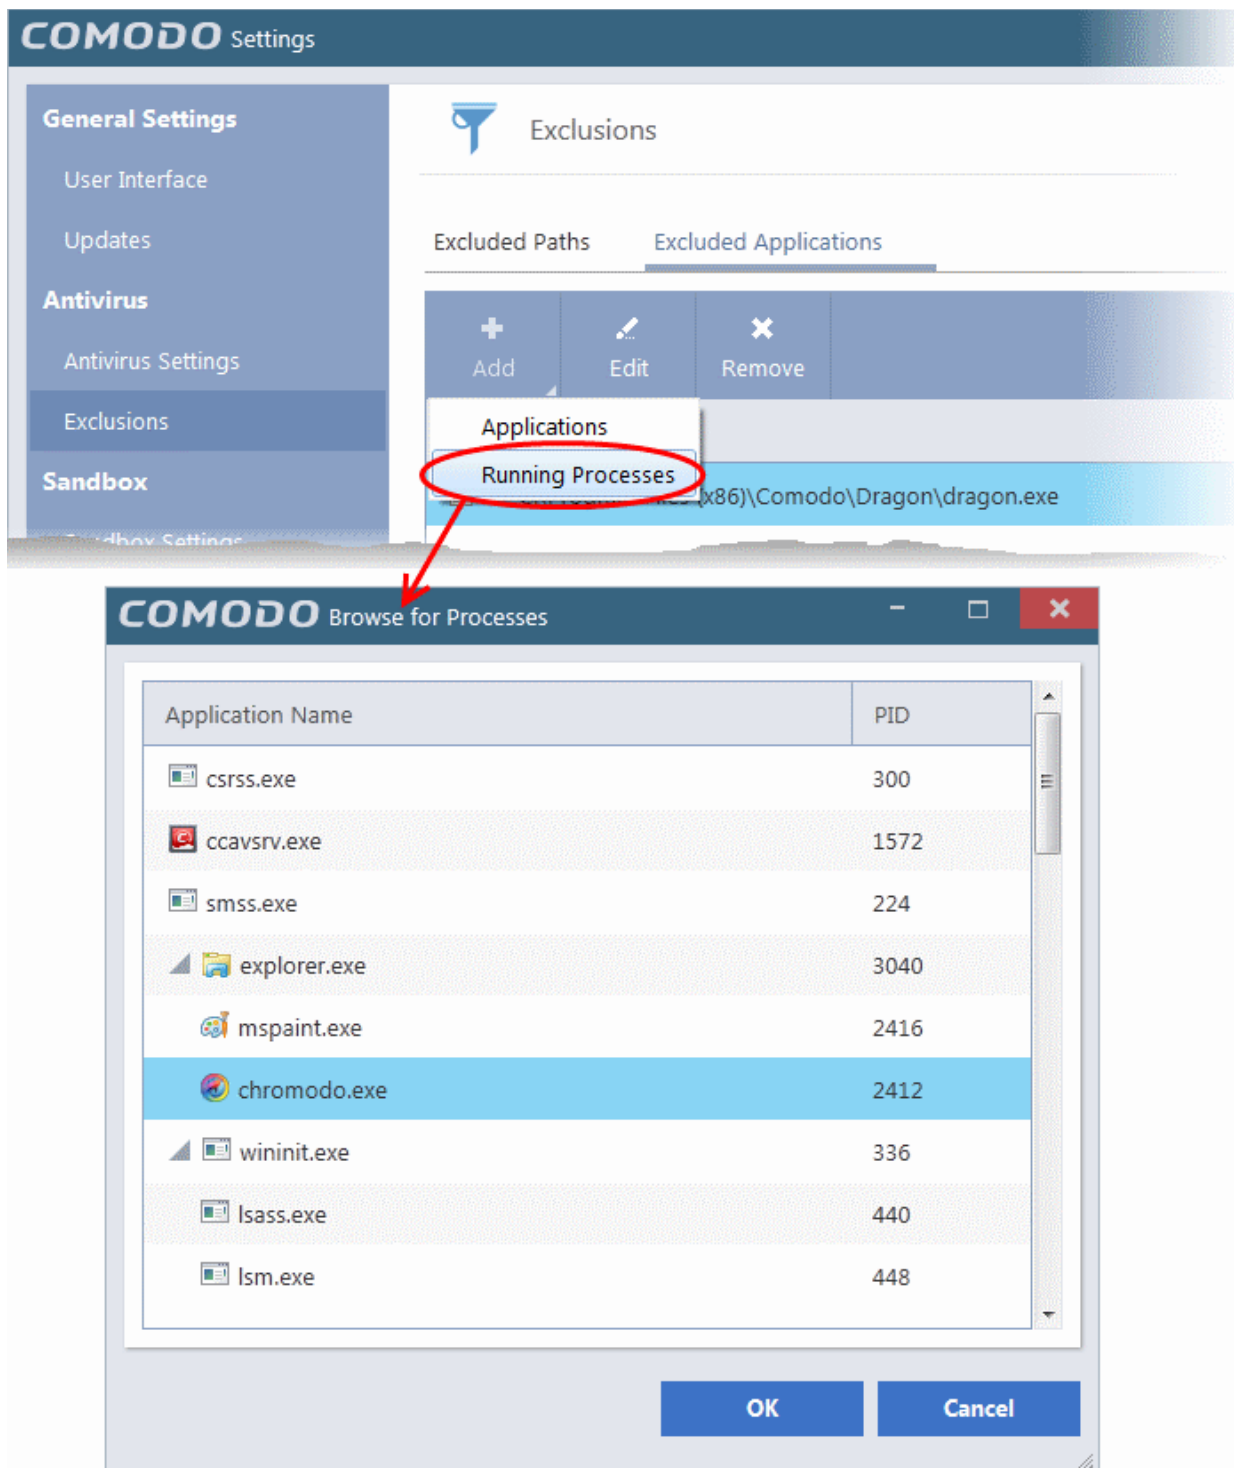 COMODO Settings
General Settings
User Interface
Updates
Antivirus
Antivirus Settings
Exclusions
Sandbox
Exclusions
Excluded Paths Excluded Applications
Add Edit Remove
Applications
Running Processes
(x86)\Comodo\Dragon\dragon.exe
Settings
COMODO Browse for Processes
Application Name PID
csrss.exe 300
ccavsrv.exe 1572
smss.exe 224
explorer.exe 3040
mspaint.exe 2416
chromodo.exe 2412
wininit.exe 336
lsass.exe 440
lsm.exe 448
OK Cancel